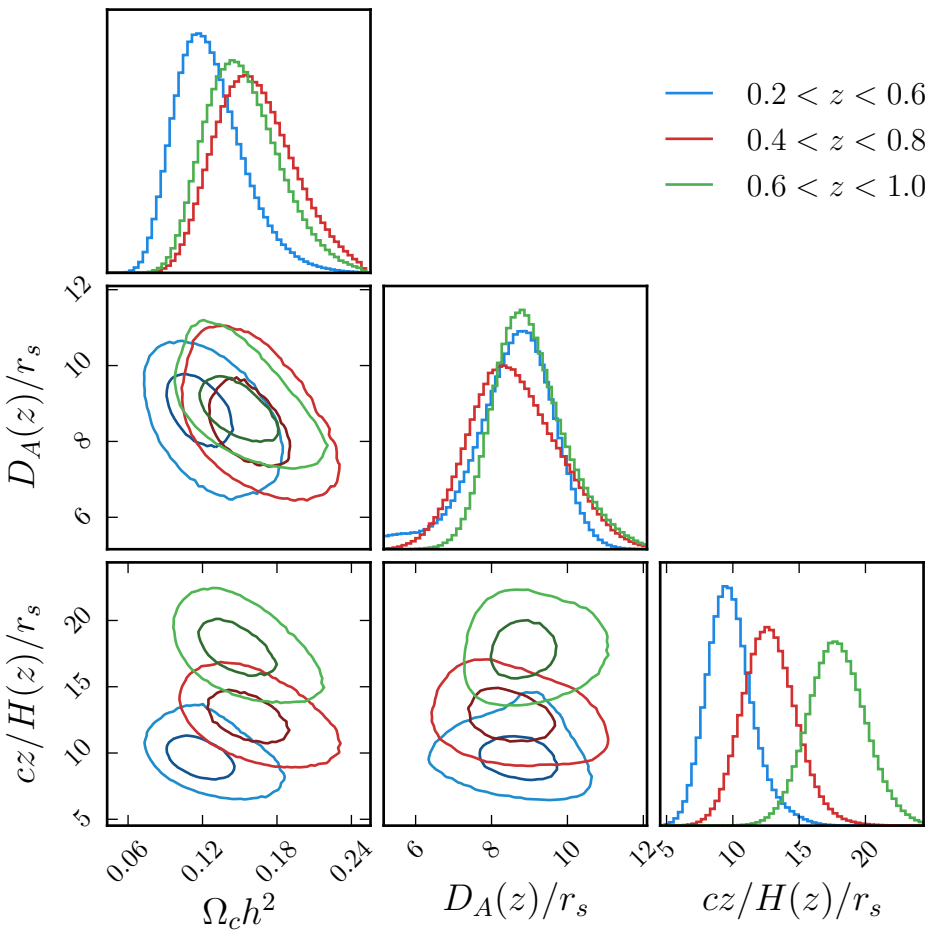 0.2 < z < 0.6
0.4 < z < 0.8
0.6 < z < 1.0
12
10
8
6
D_A(z)/r_s
20
15
10
5
cz/H(z)/r_s
0.06 0.12 0.18 0.24
6 8 10 12
5 10 15 20
Ω_c h²
D_A(z)/r_s
cz/H(z)/r_s